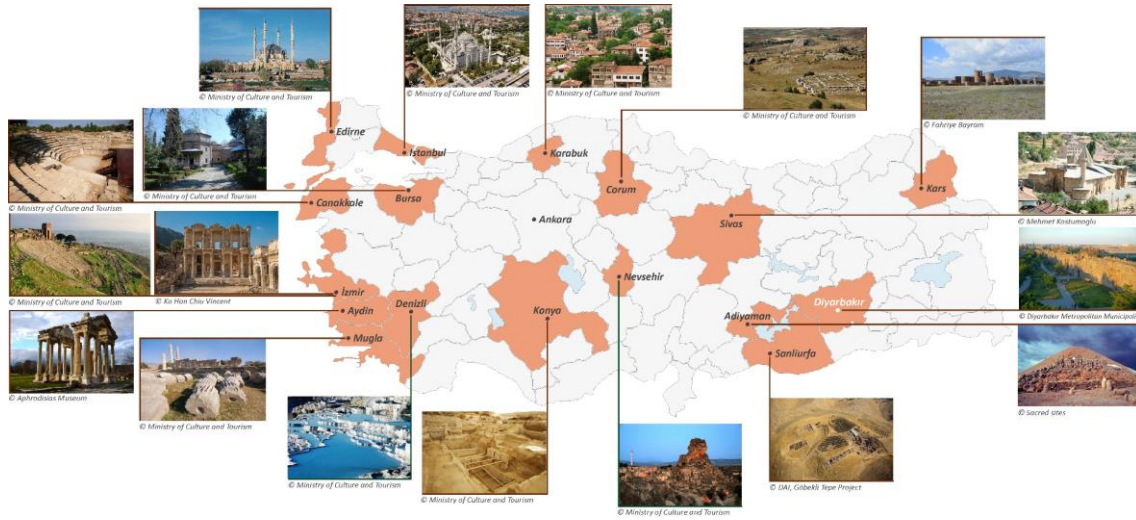 © Ministry of Culture and Tourism
© Ministry of Culture and Tourism
© Ministry of Culture and Tourism
© Ministry of Culture and Tourism
© Fahriye Bayram
Edirne
Istanbul
Karabuk
© Ministry of Culture and Tourism
© Ministry of Culture and Tourism
Canakkale
Bursa
Corum
Kars
Ankara
Sivas
© Mehmet Kostumoglu
© Ministry of Culture and Tourism
© Ko Hon Chiu Vincent
İzmir
Aydin
Denizli
Mugla
Konya
Nevsehir
Diyarbakır
Adiyaman
Sanliurfa
© Diyarbakır Metropolitan Municipali
© Aphrodisias Museum
© Ministry of Culture and Tourism
© Sacred sites
© Ministry of Culture and Tourism
© Ministry of Culture and Tourism
© Ministry of Culture and Tourism
© DAI, Göbekli Tepe Project